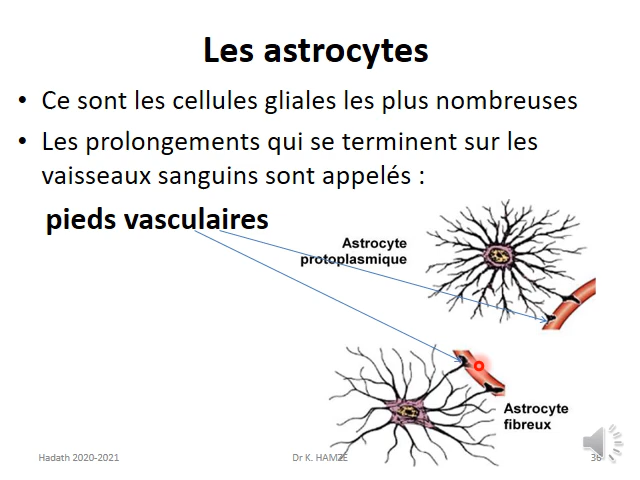 Les astrocytes
• Ce sont les cellules gliales les plus nombreuses
• Les prolongements qui se terminent sur les
vaisseaux sanguins sont appelés :
pieds vasculaires
Astrocyte
protoplasmique
Astrocyte
fibreux
Hadath 2020-2021
Dr K. HAMZE
36